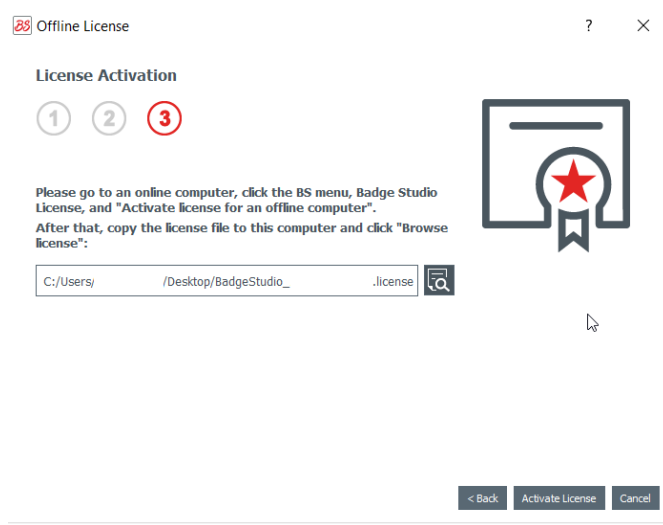 BS Offline License ?
License Activation
1 2 3
Please go to an online computer, click the BS menu, Badge Studio
License, and "Activate license for an offline computer".
After that, copy the license file to this computer and click "Browse
license":
C:/Users/ /Desktop/BadgeStudio_ .license
< Back Activate License Cancel